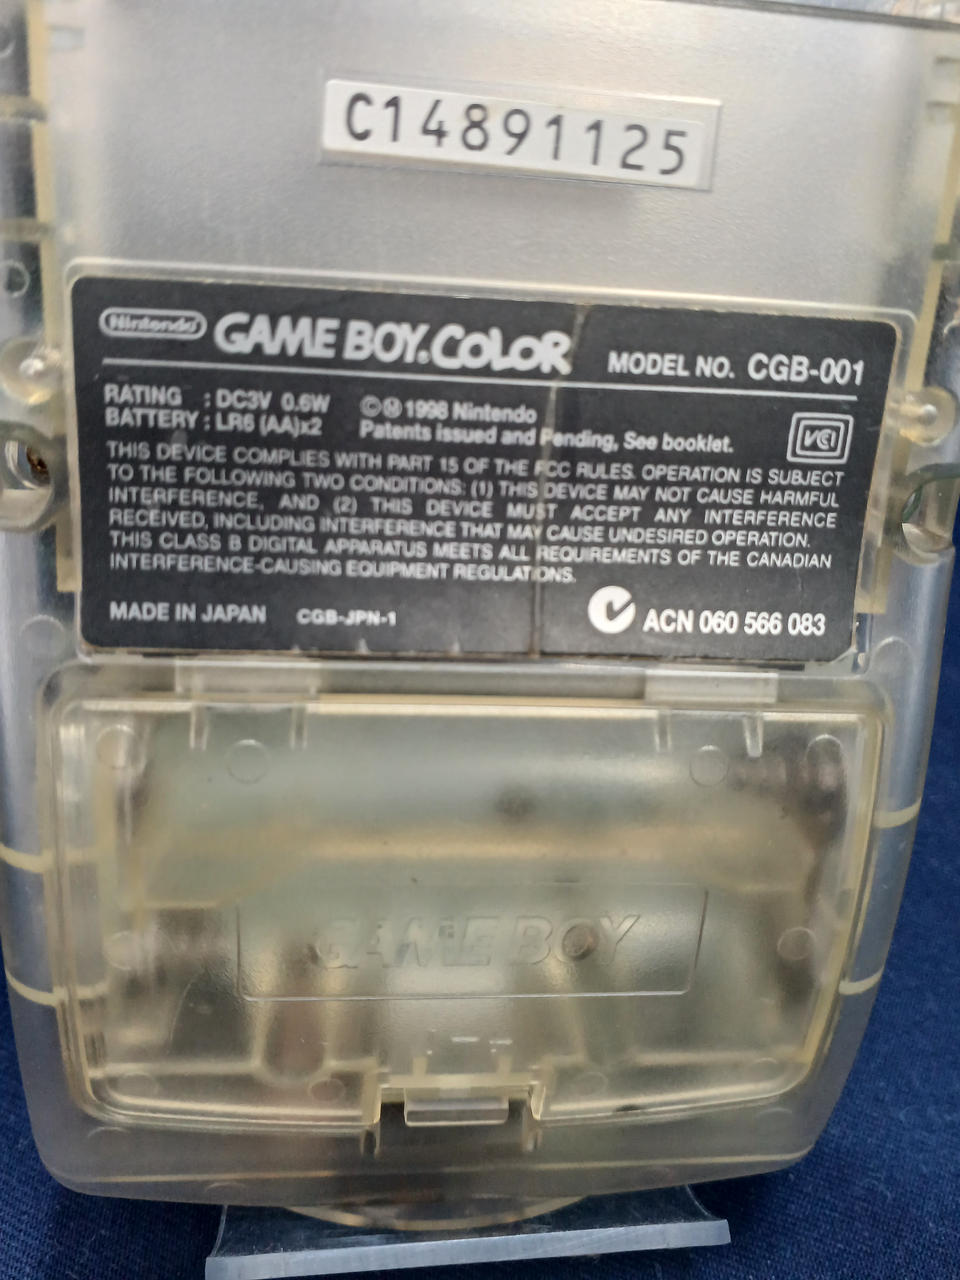 C14891125
Nintendo GAME BOY COLOR MODEL NO. CGB-001
RATING : DC3V 0.6W
BATTERY : LR6 (AA)x2
©Ⓜ1998 Nintendo
Patents issued and Pending, See booklet.
VCI
THIS DEVICE COMPLIES WITH PART 15 OF THE FCC RULES. OPERATION IS SUBJECT
TO THE FOLLOWING TWO CONDITIONS: (1) THIS DEVICE MAY NOT CAUSE HARMFUL
INTERFERENCE, AND (2) THIS DEVICE MUST ACCEPT ANY INTERFERENCE
RECEIVED, INCLUDING INTERFERENCE THAT MAY CAUSE UNDESIRED OPERATION.
THIS CLASS B DIGITAL APPARATUS MEETS ALL REQUIREMENTS OF THE CANADIAN
INTERFERENCE-CAUSING EQUIPMENT REGULATIONS.
MADE IN JAPAN CGB-JPN-1
ACN 060 566 083
GAME BOY